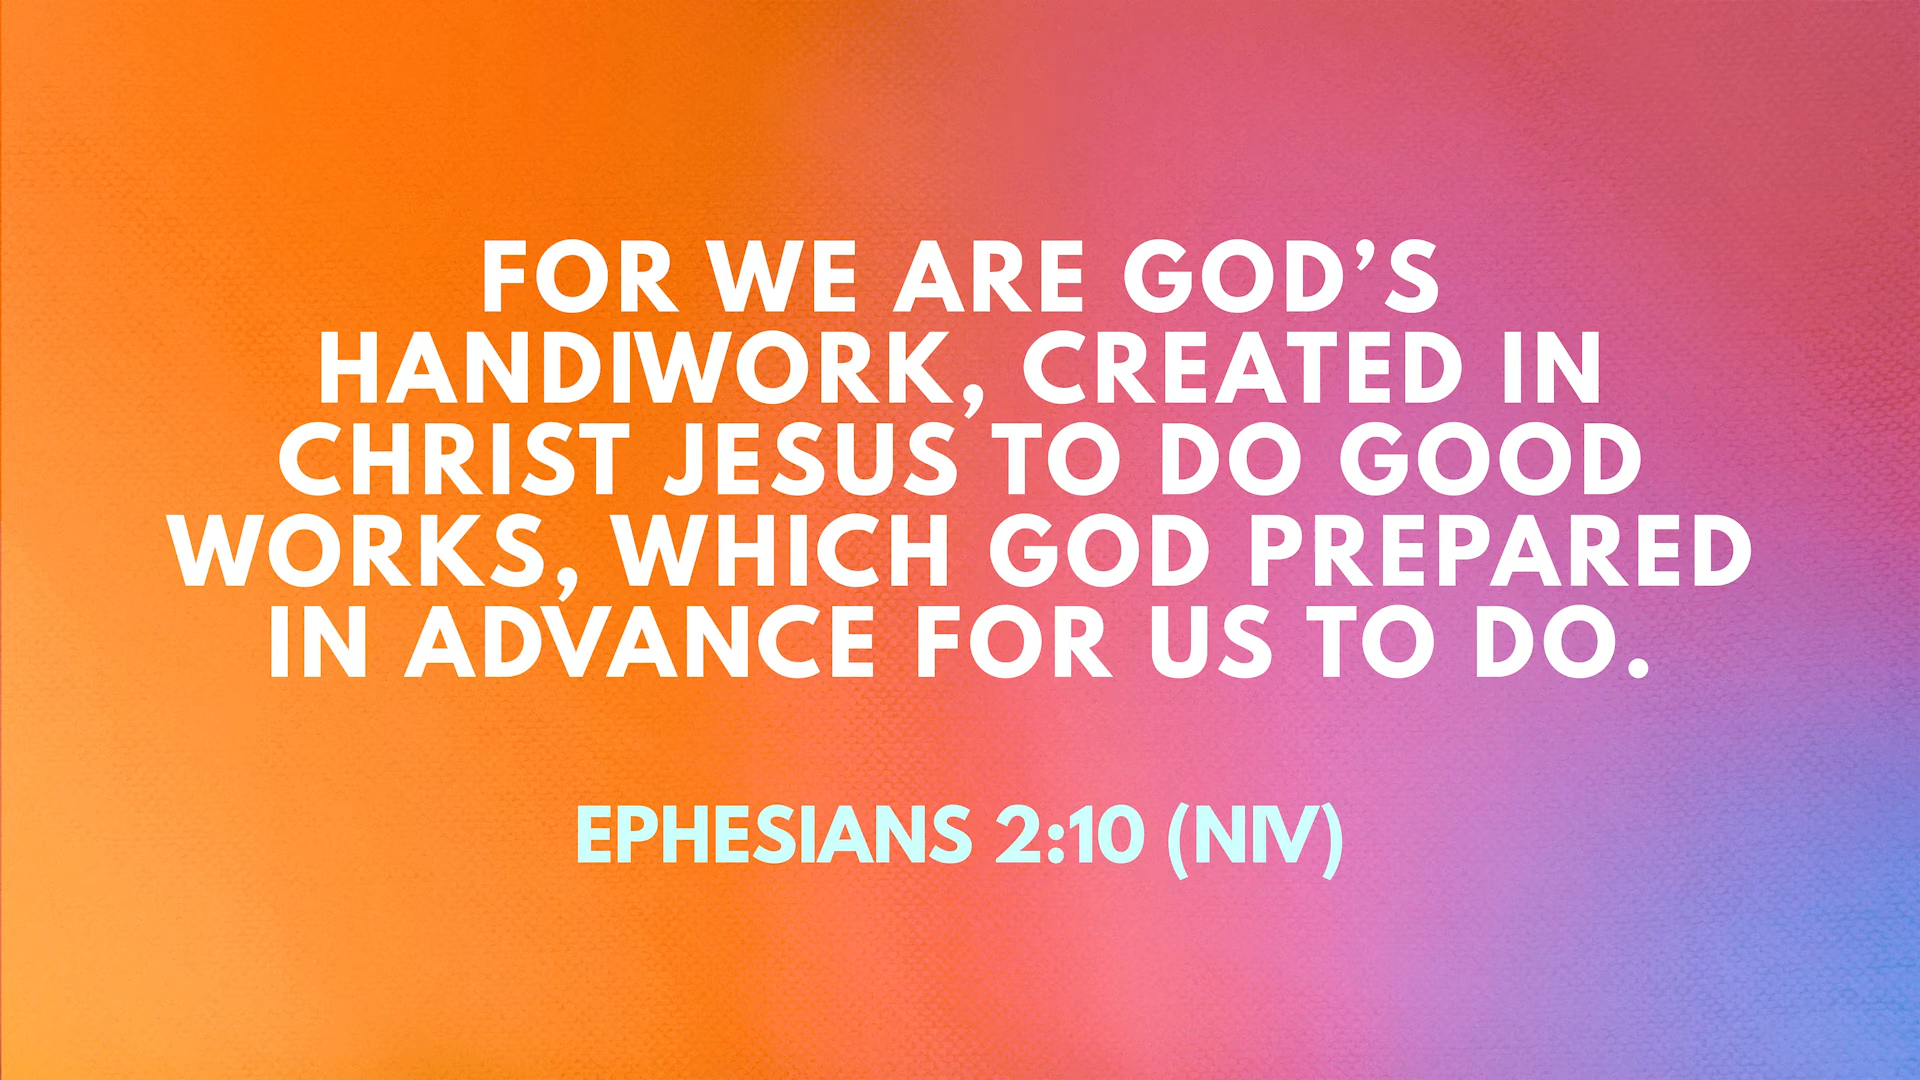 FOR WE ARE GOD’S
HANDIWORK, CREATED IN
CHRIST JESUS TO DO GOOD
WORKS, WHICH GOD PREPARED
IN ADVANCE FOR US TO DO.
EPHESIANS 2:10 (NIV)